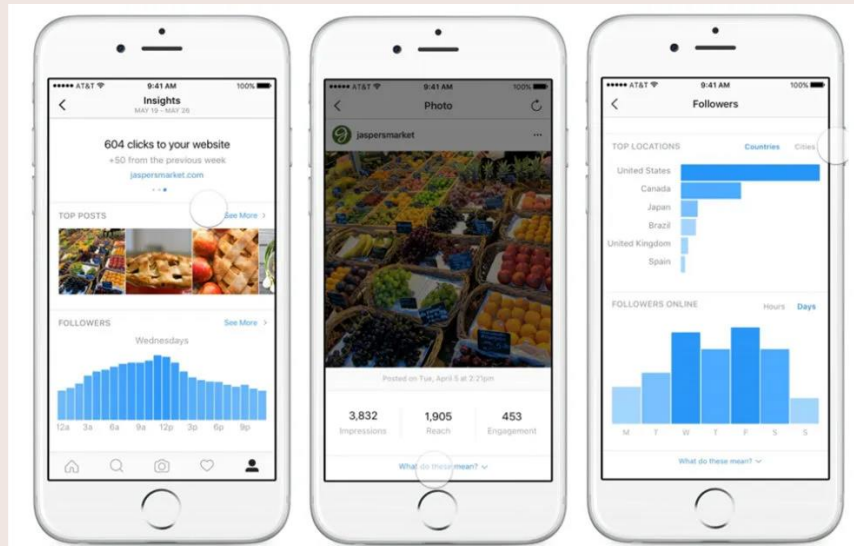 ●●●●● AT&T 9:41 AM 100%
Insights
MAY 19 - MAY 26
604 clicks to your website
+50 from the previous week
jaspersmarket.com
TOP POSTS See More >
FOLLOWERS See More >
Wednesdays
12a 3a 6a 9a 12p 3p 6p 9p
●●●●● AT&T 9:41 AM 100%
Photo
jaspersmarket
Posted on Tue, April 5 at 2:21pm
3,832 1,905 453
Impressions Reach Engagement
What do these mean?
●●●●● AT&T 9:41 AM 100%
Followers
TOP LOCATIONS Countries Cities
United States
Canada
Japan
Brazil
United Kingdom
Spain
FOLLOWERS ONLINE Hours Days
M T W T F S S
What do these mean?